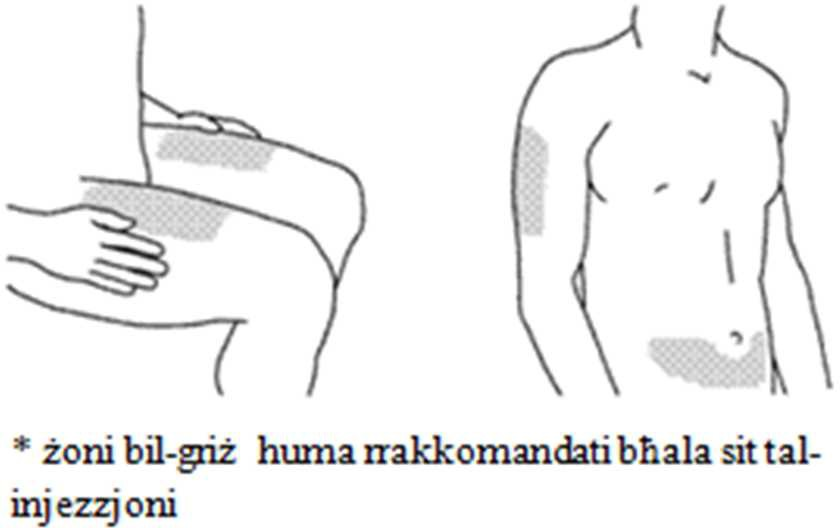 * żoni bil-griż huma rrakkomandati bħala sit tal-
injezzjoni